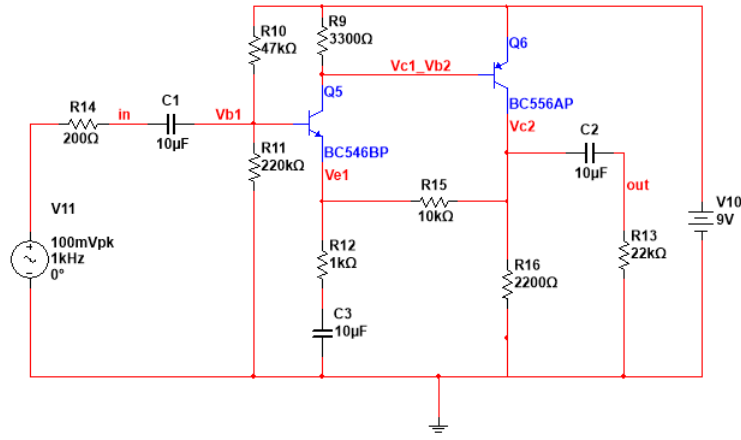 R10
47kΩ
R9
3300Ω
Q6
Vc1_Vb2
Q5
BC556AP
R14
200Ω
in
C1
10µF
Vb1
Vc2
C2
10µF
R11
220kΩ
BC546BP
Ve1
R15
10kΩ
out
V11
100mVpk
1kHz
0°
V10
9V
R12
1kΩ
R16
2200Ω
R13
22kΩ
C3
10µF